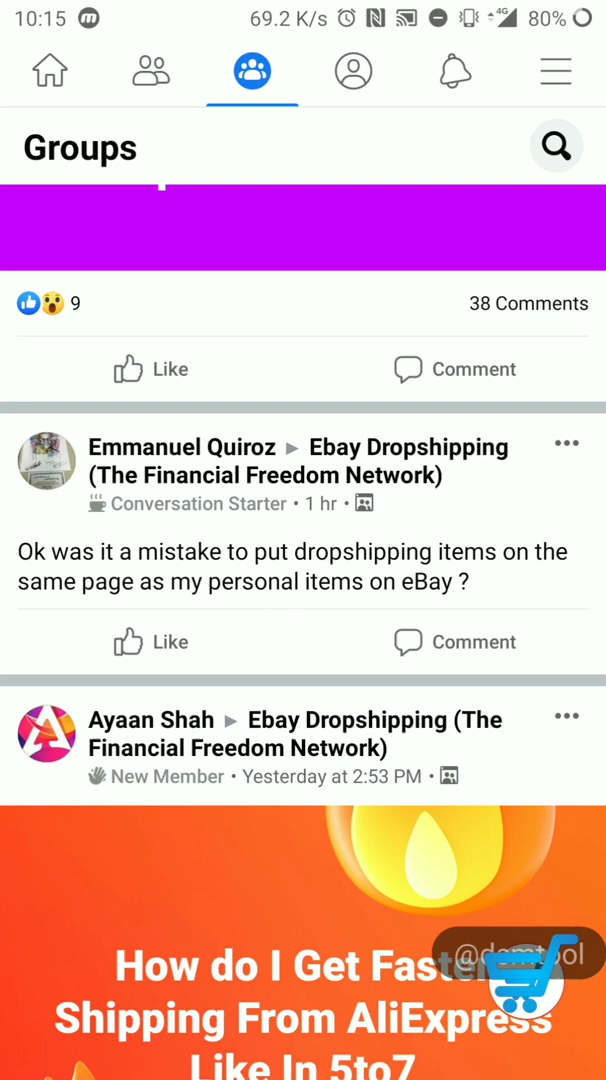 10:15 69.2 K/s 4G 80%
Groups
9 38 Comments
Like Comment
Emmanuel Quiroz ► Ebay Dropshipping
(The Financial Freedom Network)
Conversation Starter • 1 hr •
Ok was it a mistake to put dropshipping items on the
same page as my personal items on eBay ?
Like Comment
Ayaan Shah ► Ebay Dropshipping (The
Financial Freedom Network)
New Member • Yesterday at 2:53 PM •
@dsmtool
How do I Get Faster
Shipping From AliExpress
Like In 5to7